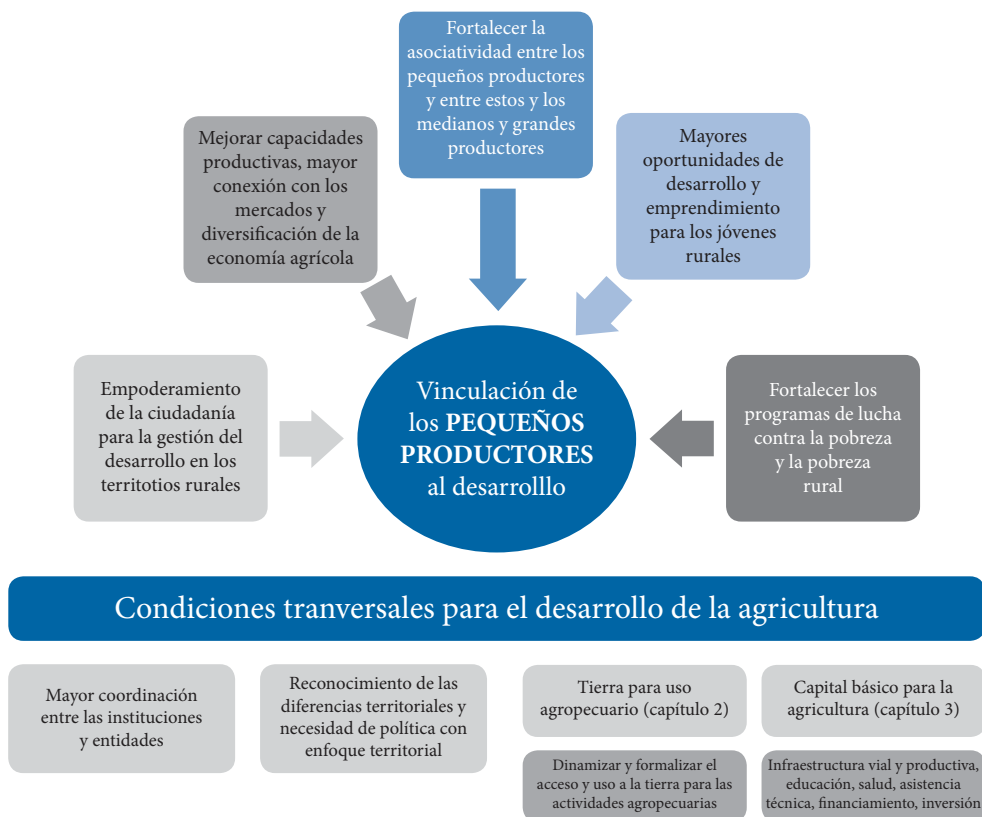 Fortalecer la
asociatividad entre los
pequeños productores
y entre estos y los
medianos y grandes
productores
Mejorar capacidades
productivas, mayor
conexión con los
mercados y
diversificación de la
economía agrícola
Mayores
oportunidades de
desarrollo y
emprendimiento
para los jóvenes
rurales
Empoderamiento
de la ciudadanía
para la gestión del
desarrollo en los
territotios rurales
Vinculación de
los PEQUEÑOS
PRODUCTORES
al desarrolllo
Fortalecer los
programas de lucha
contra la pobreza
y la pobreza
rural
Condiciones tranversales para el desarrollo de la agricultura
Mayor coordinación
entre las instituciones
y entidades
Reconocimiento de las
diferencias territoriales y
necesidad de política con
enfoque territorial
Tierra para uso
agropecuario (capítulo 2)
Capital básico para la
agricultura (capítulo 3)
Dinamizar y formalizar el
acceso y uso a la tierra para las
actividades agropecuarias
Infraestructura vial y productiva,
educación, salud, asistencia
técnica, financiamiento, inversión